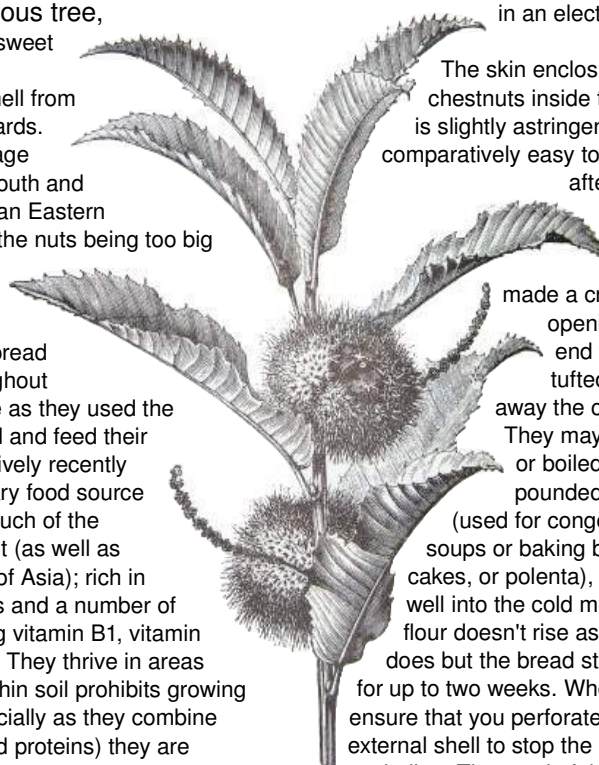 ous tree,
sweet
hell from
ards.
age
outh and
an Eastern
the nuts being too big
pread
ghout
e as they used the
l and feed their
ively recently
ary food source
uch of the
t (as well as
of Asia); rich in
s and a number of
g vitamin B1, vitamin
They thrive in areas
hin soil prohibits growing
cially as they combine
d proteins) they are
in an elect
The skin enclos
chestnuts inside t
is slightly astringen
comparatively easy to
afte
made a cr
openi
end
tufted
away the c
They may
or boiled
pounded
(used for conge
soups or baking b
cakes, or polenta),
well into the cold m
flour doesn't rise as
does but the bread st
for up to two weeks. Whe
ensure that you perforate
external shell to stop the